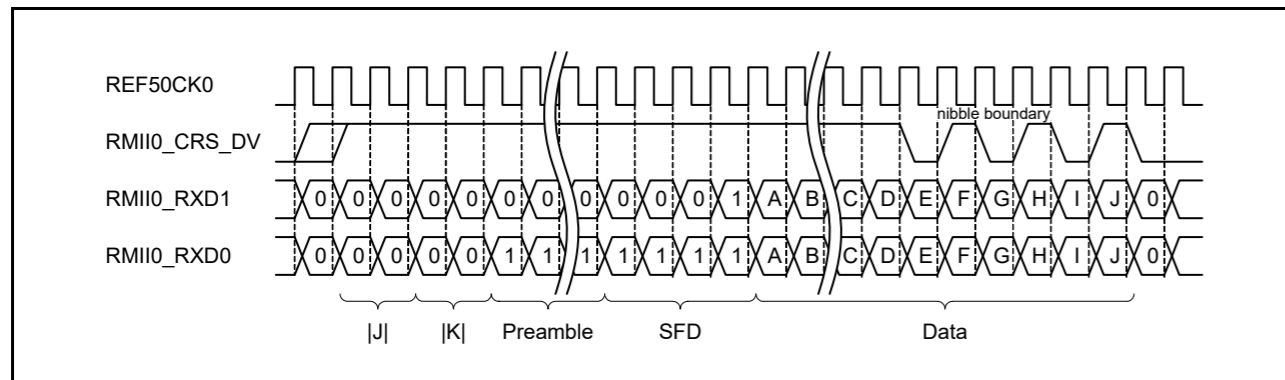 REF50CK0
nibble boundary
RMII0_CRS_DV
RMII0_RXD1 0 0 0 0 0 0 0 0 0 0 0 1 A B C D E F G H I J 0
RMII0_RXD0 0 0 0 0 0 1 1 1 1 1 1 1 A B C D E F G H I J 0
|J| |K| Preamble SFD Data